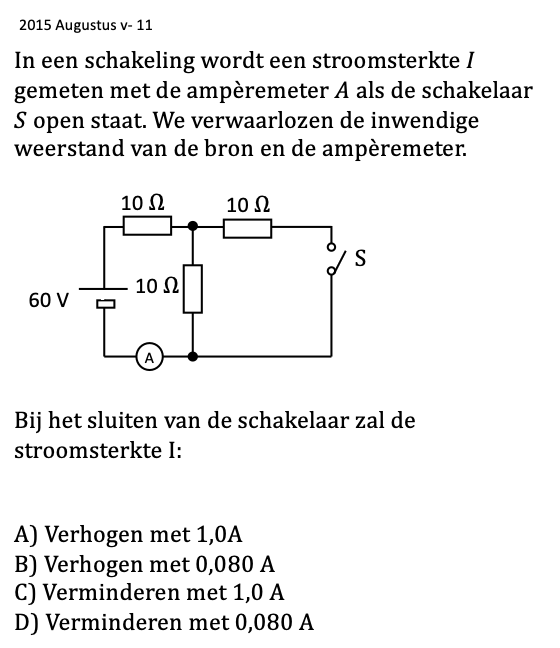 2015 Augustus v- 11
In een schakeling wordt een stroomsterkte I
gemeten met de ampèremeter A als de schakelaar
S open staat. We verwaarlozen de inwendige
weerstand van de bron en de ampèremeter.
10 Ω
10 Ω
S
10 Ω
60 V
A
Bij het sluiten van de schakelaar zal de
stroomsterkte I:
A) Verhogen met 1,0A
B) Verhogen met 0,080 A
C) Verminderen met 1,0 A
D) Verminderen met 0,080 A